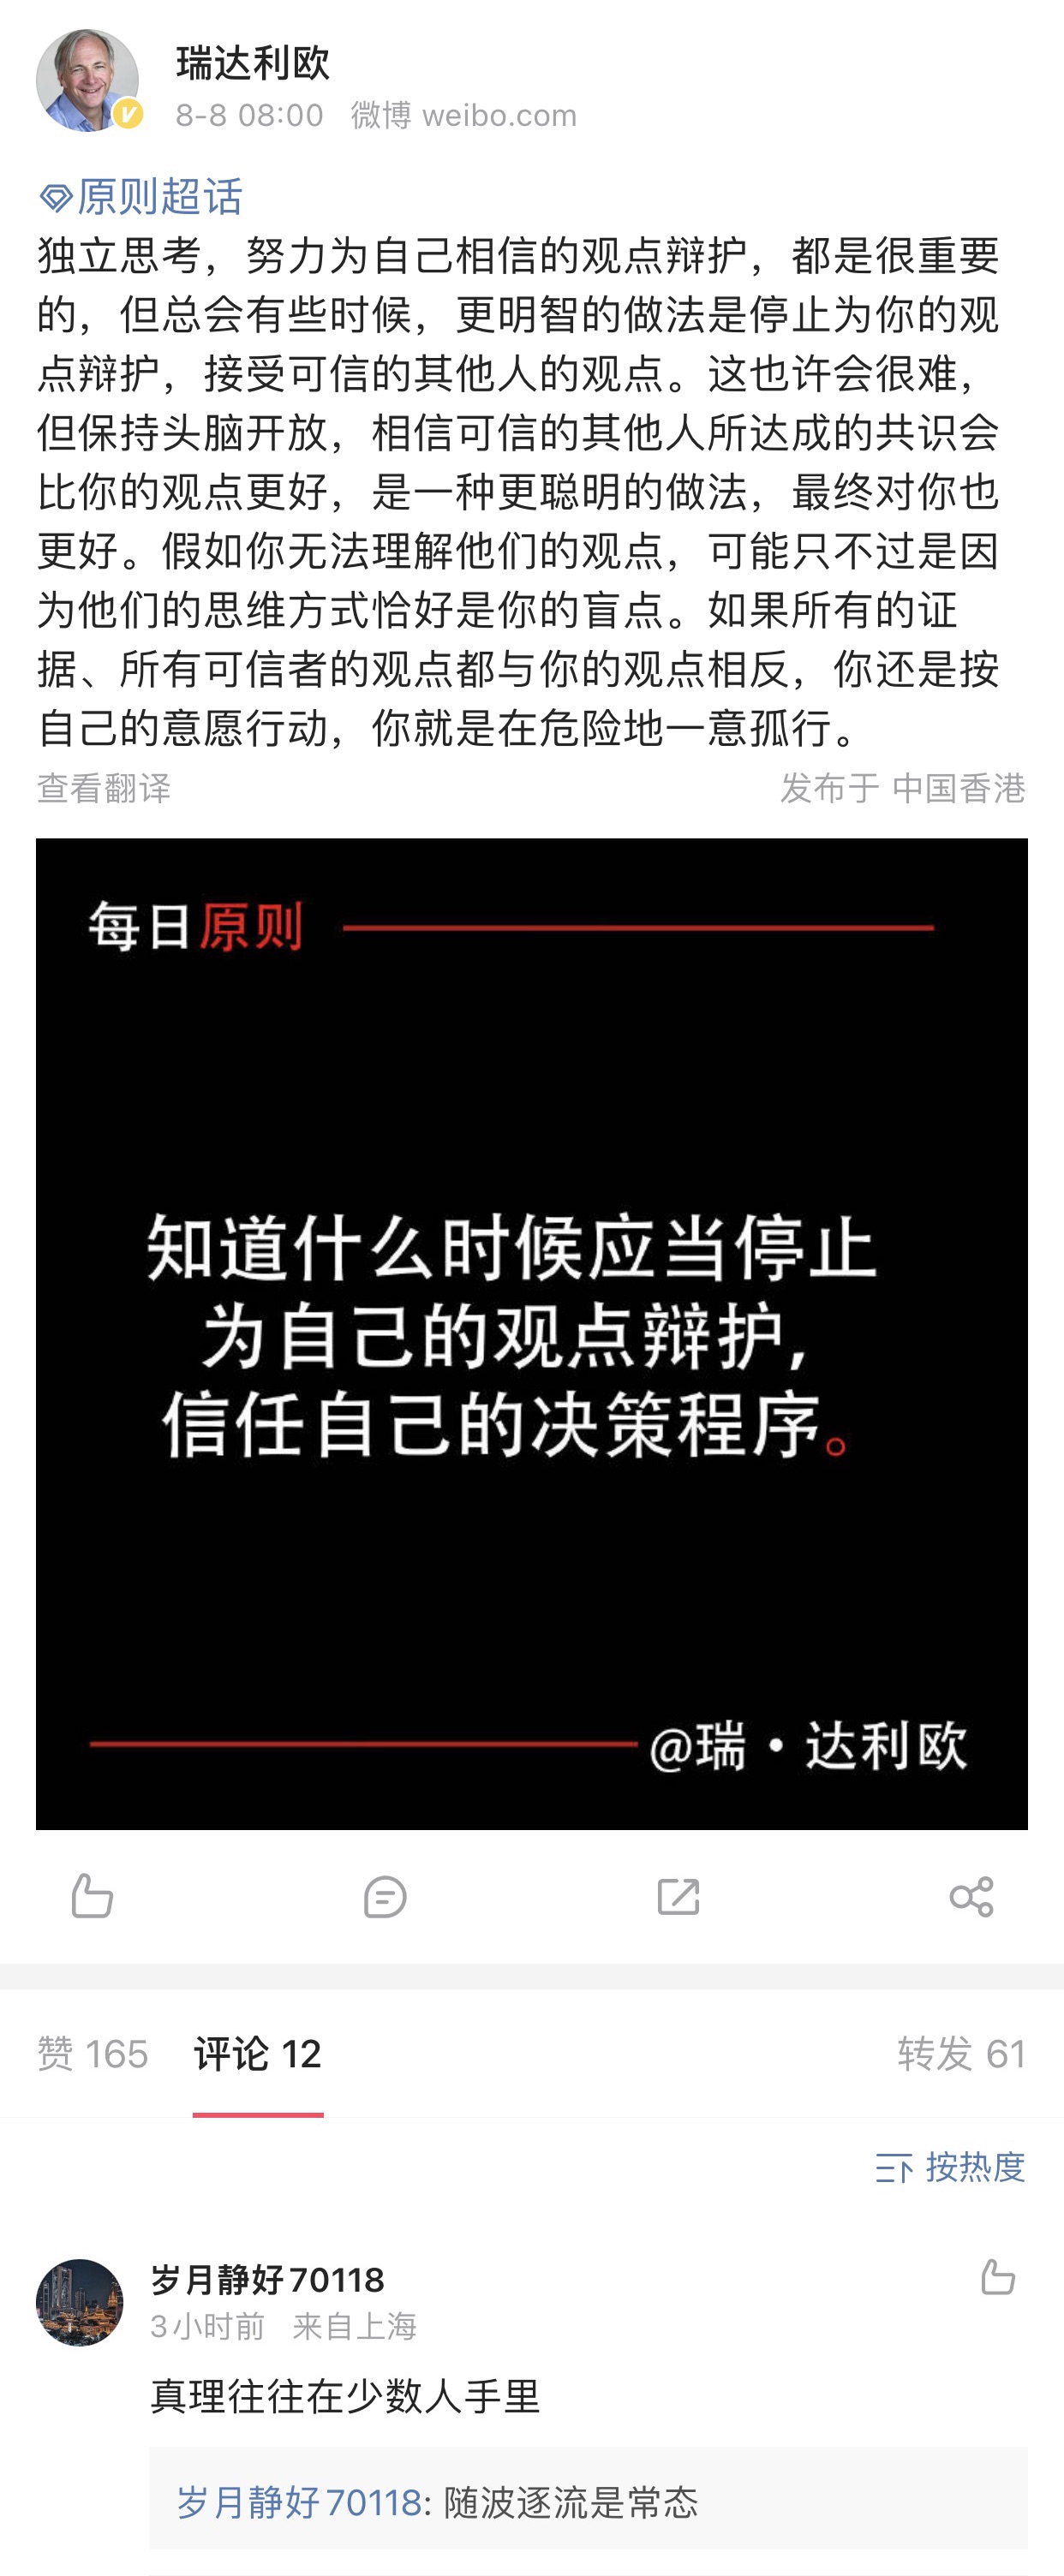 瑞达利欧
8-8 08:00 微博 weibo.com
原则超话
独立思考，努力为自己相信的观点辩护，都是很重要
的，但总会有些时候，更明智的做法是停止为你的观
点辩护，接受可信的其他人的观点。这也许会很难，
但保持头脑开放，相信可信的其他人所达成的共识会
比你的观点更好，是一种更聪明的做法，最终对你也
更好。假如你无法理解他们的观点，可能只不过是因
为他们的思维方式恰好是你的盲点。如果所有的证
据、所有可信者的观点都与你的观点相反，你还是按
自己的意愿行动，你就是在危险地一意孤行。
查看翻译 发布于 中国香港
每日原则
知道什么时候应当停止
为自己的观点辩护，
信任自己的决策程序。
@瑞·达利欧
赞 165 评论 12 转发 61
按热度
岁月静好70118
3小时前 来自上海
真理往往在少数人手里
岁月静好70118: 随波逐流是常态